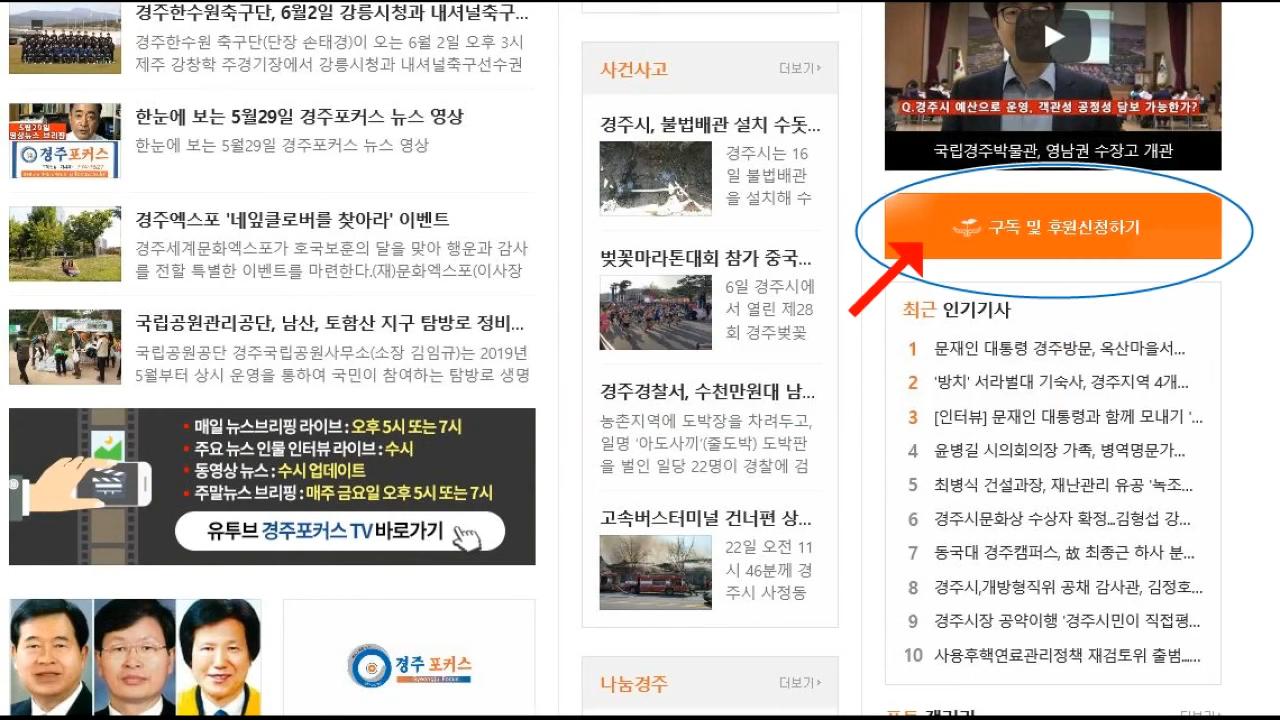 경주한수원축구단, 6월2일 강릉시청과 내셔널축구...
경주한수원 축구단(단장 손태경)이 오는 6월 2일 오후 3시
제주 강창학 주경기장에서 강릉시청과 내셔널축구선수권
한눈에 보는 5월29일 경주포커스 뉴스 영상
한눈에 보는 5월29일 경주포커스 뉴스 영상
5월29일
영상뉴스 브리핑
경주포커스
경주엑스포 '네잎클로버를 찾아라' 이벤트
경주세계문화엑스포가 호국보훈의 달을 맞아 행운과 감사
를 전할 특별한 이벤트를 마련한다.(재)문화엑스포(이사장
국립공원관리공단, 남산, 토함산 지구 탐방로 정비...
국립공원공단 경주국립공원사무소(소장 김임규)는 2019년
5월부터 상시 운영을 통하여 국민이 참여하는 탐방로 생명
매일 뉴스브리핑 라이브 : 오후 5시 또는 7시
주요 뉴스 인물 인터뷰 라이브 : 수시
동영상 뉴스 : 수시 업데이트
주말뉴스 브리핑 : 매주 금요일 오후 5시 또는 7시
유투브 경주포커스 TV 바로가기
경주 포커스
Gyeongju Focus
사건사고
더보기
경주시, 불법배관 설치 수돗...
경주시는 16
일 불법배관
을 설치해 수
벚꽃마라톤대회 참가 중국...
6일 경주시에
서 열린 제28
회 경주벚꽃
경주경찰서, 수천만원대 남...
농촌지역에 도박장을 차려두고,
일명 '아도사끼'(줄도박) 도박판
을 벌인 일당 22명이 경찰에 검
고속버스터미널 건너편 상...
22일 오전 11
시 46분께 경
주시 사정동
나눔경주
더보기
Q.경주시 예산으로 운영, 객관성 공정성 담보 가능한가?
국립경주박물관, 영남권 수장고 개관
구독 및 후원신청하기
최근 인기기사
1 문재인 대통령 경주방문, 옥산마을서...
2 '방치' 서라벌대 기숙사, 경주지역 4개...
3 [인터뷰] 문재인 대통령과 함께 모내기 '...
4 윤병길 시의회의장 가족, 병역명문가...
5 최병식 건설과장, 재난관리 유공 '녹조...
6 경주시문화상 수상자 확정...김형섭 강...
7 동국대 경주캠퍼스, 故 최종근 하사 분...
8 경주시,개방형직위 공채 감사관, 김정호...
9 경주시장 공약이행 '경주시민이 직접평...
10 사용후핵연료관리정책 재검토위 출범......